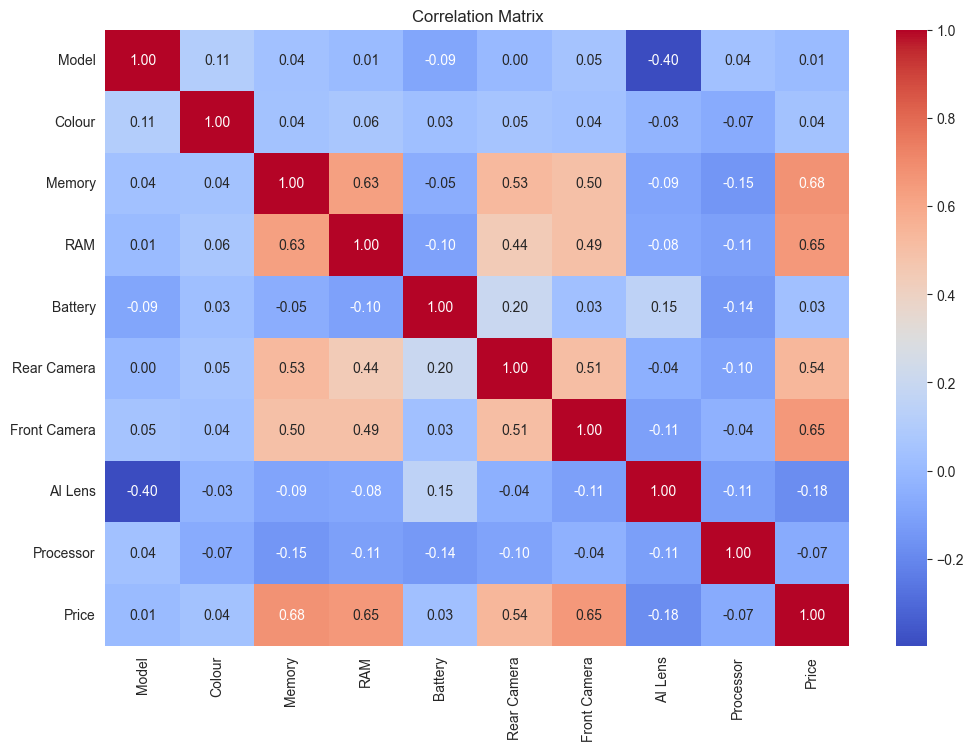 Correlation Matrix
Model 1.00 0.11 0.04 0.01 -0.09 0.00 0.05 -0.40 0.04 0.01
Colour 0.11 1.00 0.04 0.06 0.03 0.05 0.04 -0.03 -0.07 0.04
Memory 0.04 0.04 1.00 0.63 -0.05 0.53 0.50 -0.09 -0.15 0.68
RAM 0.01 0.06 0.63 1.00 -0.10 0.44 0.49 -0.08 -0.11 0.65
Battery -0.09 0.03 -0.05 -0.10 1.00 0.20 0.03 0.15 -0.14 0.03
Rear Camera 0.00 0.05 0.53 0.44 0.20 1.00 0.51 -0.04 -0.10 0.54
Front Camera 0.05 0.04 0.50 0.49 0.03 0.51 1.00 -0.11 -0.04 0.65
AI Lens -0.40 -0.03 -0.09 -0.08 0.15 -0.04 -0.11 1.00 -0.11 -0.18
Processor 0.04 -0.07 -0.15 -0.11 -0.14 -0.10 -0.04 -0.11 1.00 -0.07
Price 0.01 0.04 0.68 0.65 0.03 0.54 0.65 -0.18 -0.07 1.00
Model Colour Memory RAM Battery Rear Camera Front Camera AI Lens Processor Price
1.0
0.8
0.6
0.4
0.2
0.0
−0.2